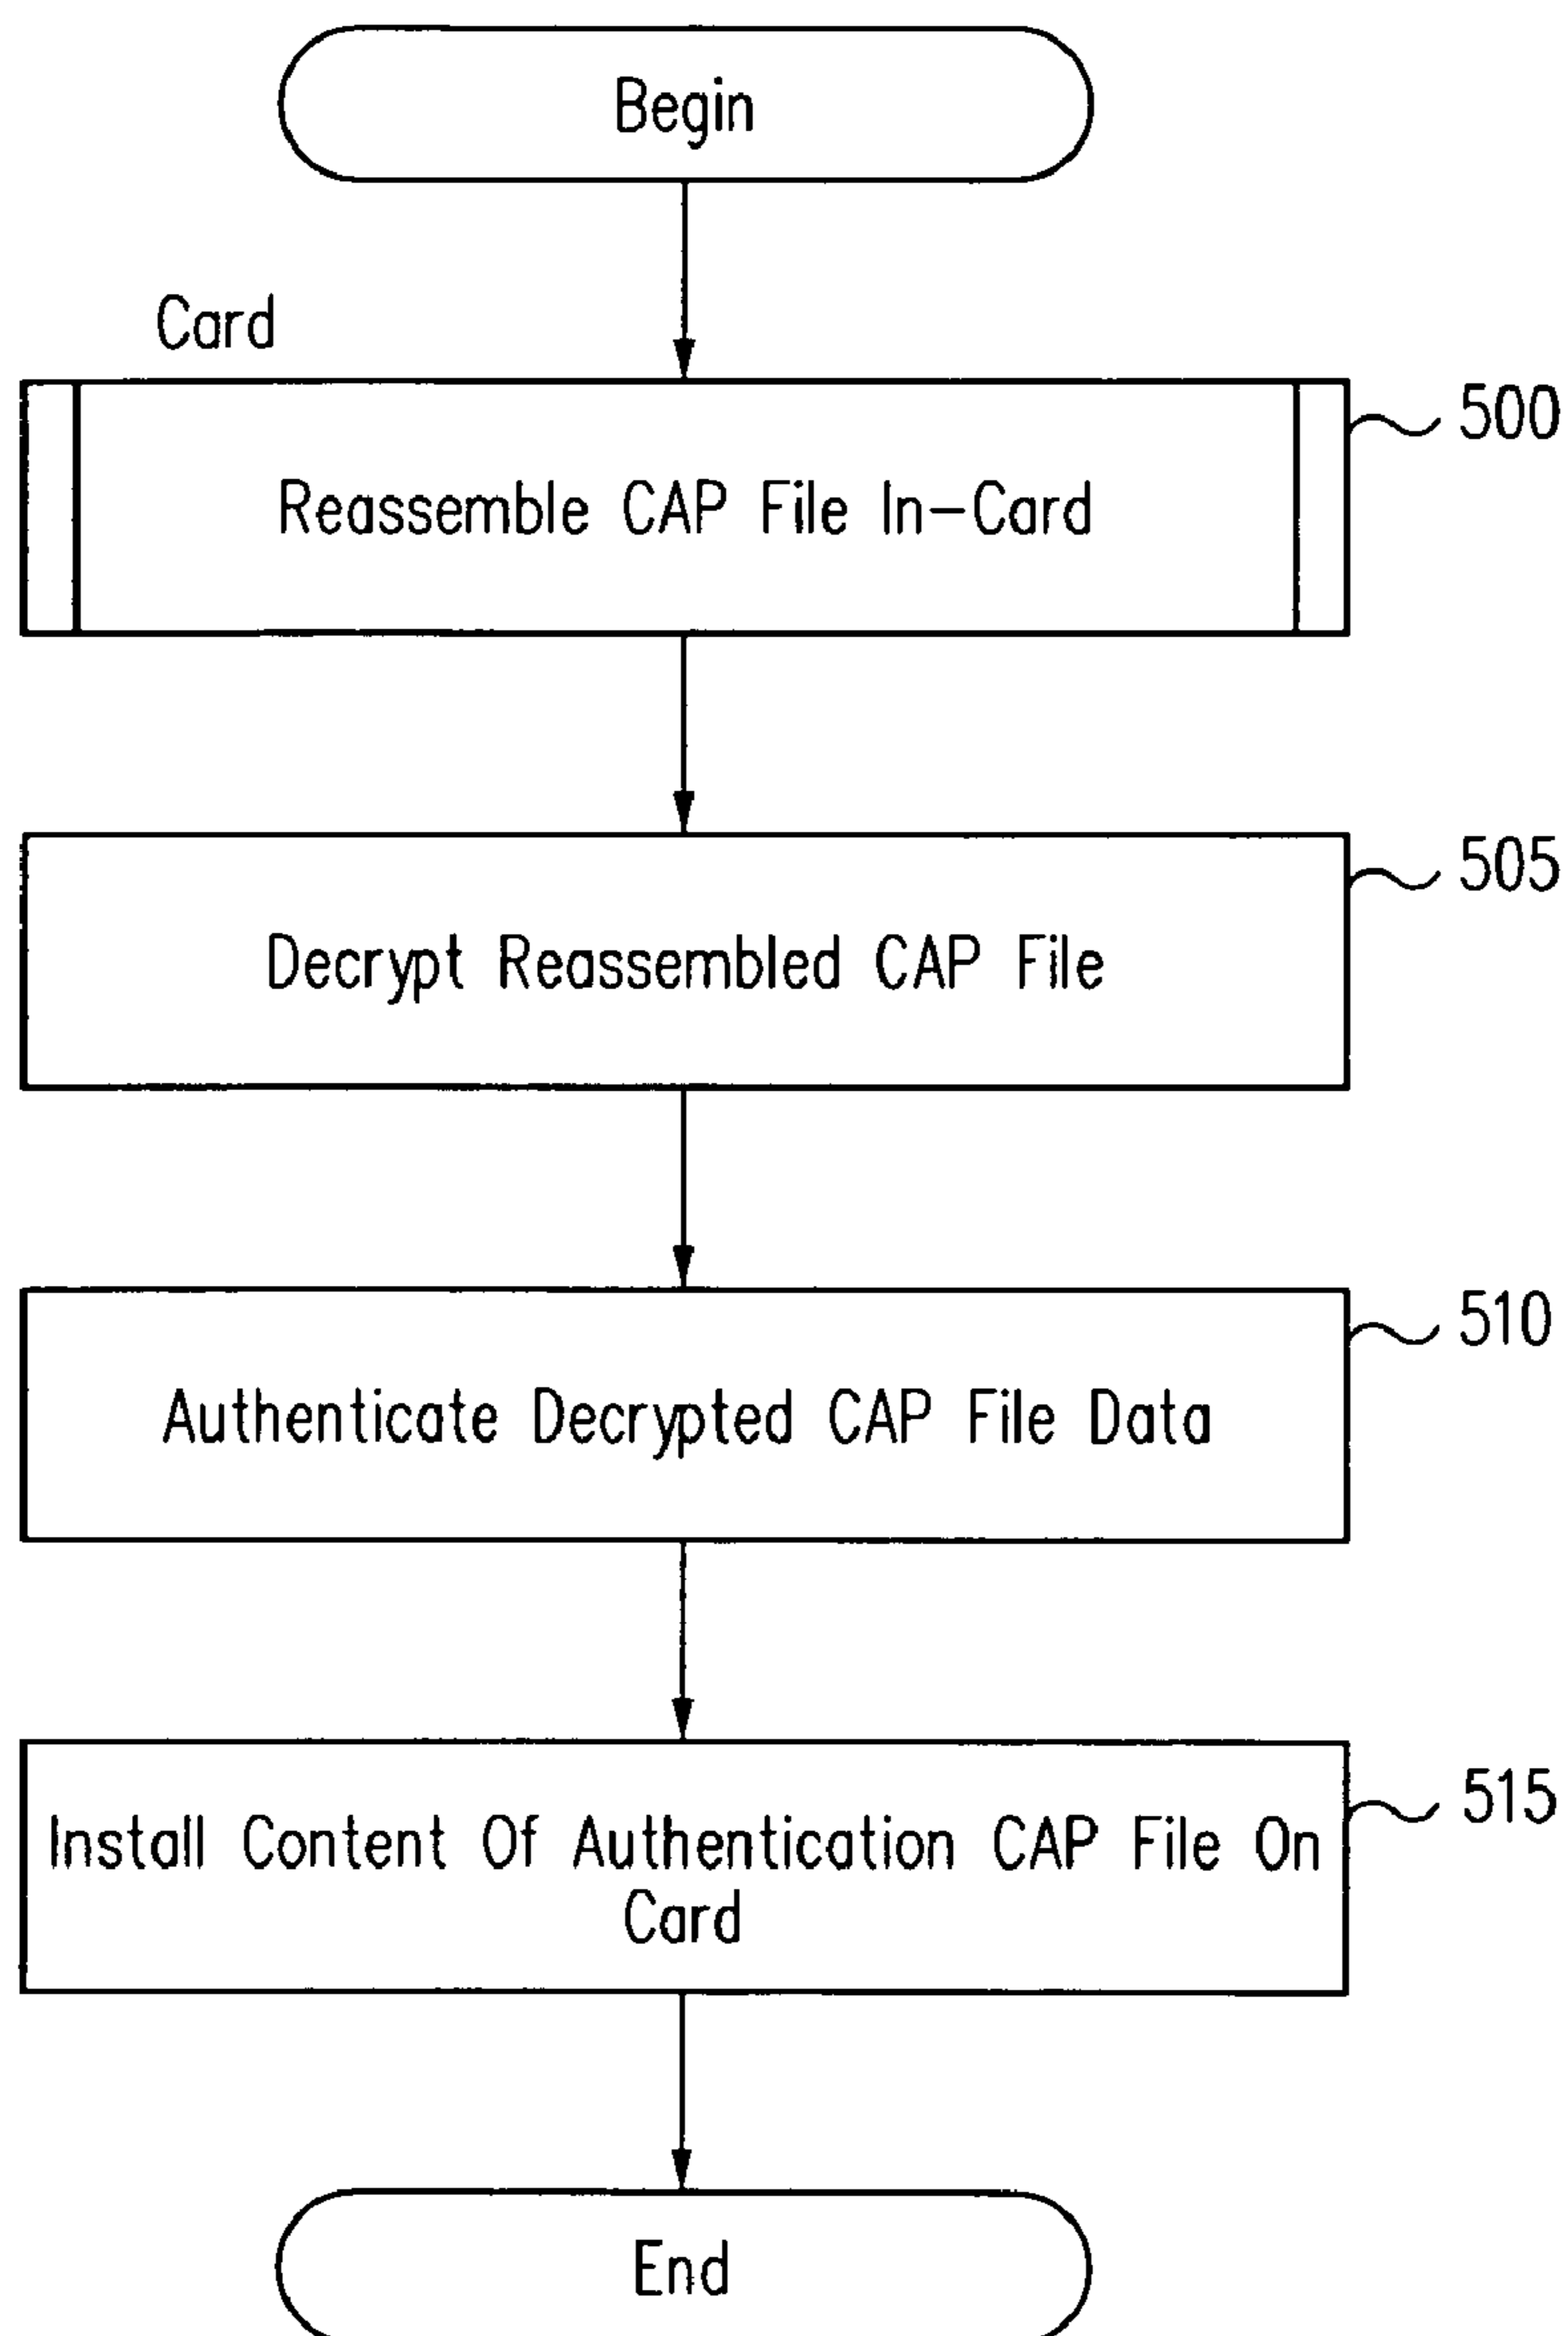 Begin
Card
500
Reassemble CAP File In-Card
505
Decrypt Reassembled CAP File
510
Authenticate Decrypted CAP File Data
515
Install Content Of Authentication CAP File On
Card
End